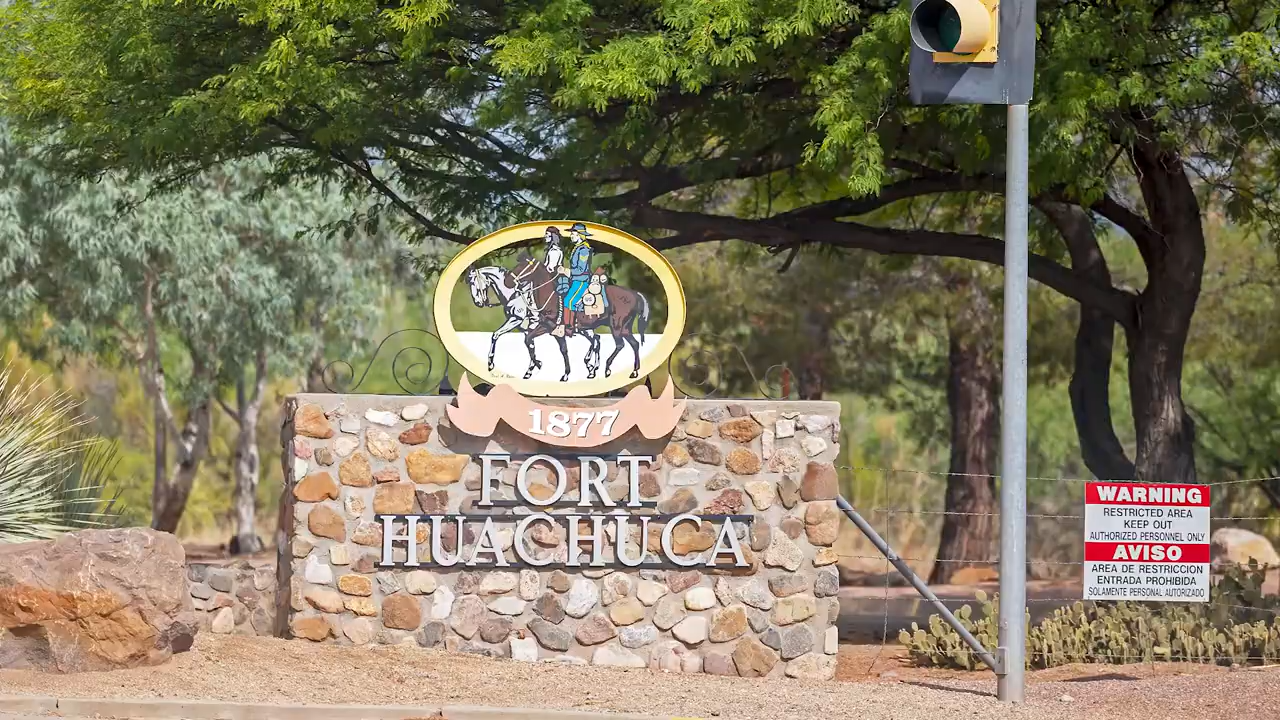 1877
FORT
HUACHUCA
WARNING
RESTRICTED AREA
KEEP OUT
AUTHORIZED PERSONNEL ONLY
AVISO
AREA DE RESTRICCION
ENTRADA PROHIBIDA
SOLAMENTE PERSONAL AUTORIZADO